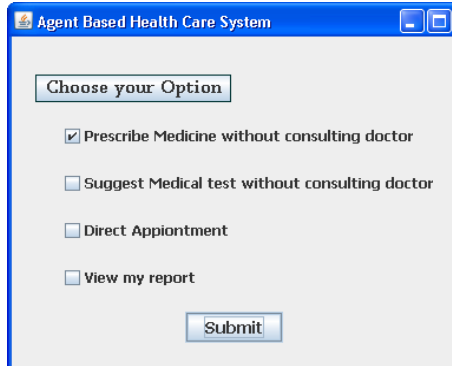 Agent Based Health Care System
Choose your Option
Prescribe Medicine without consulting doctor
Suggest Medical test without consulting doctor
Direct Appiontment
View my report
Submit